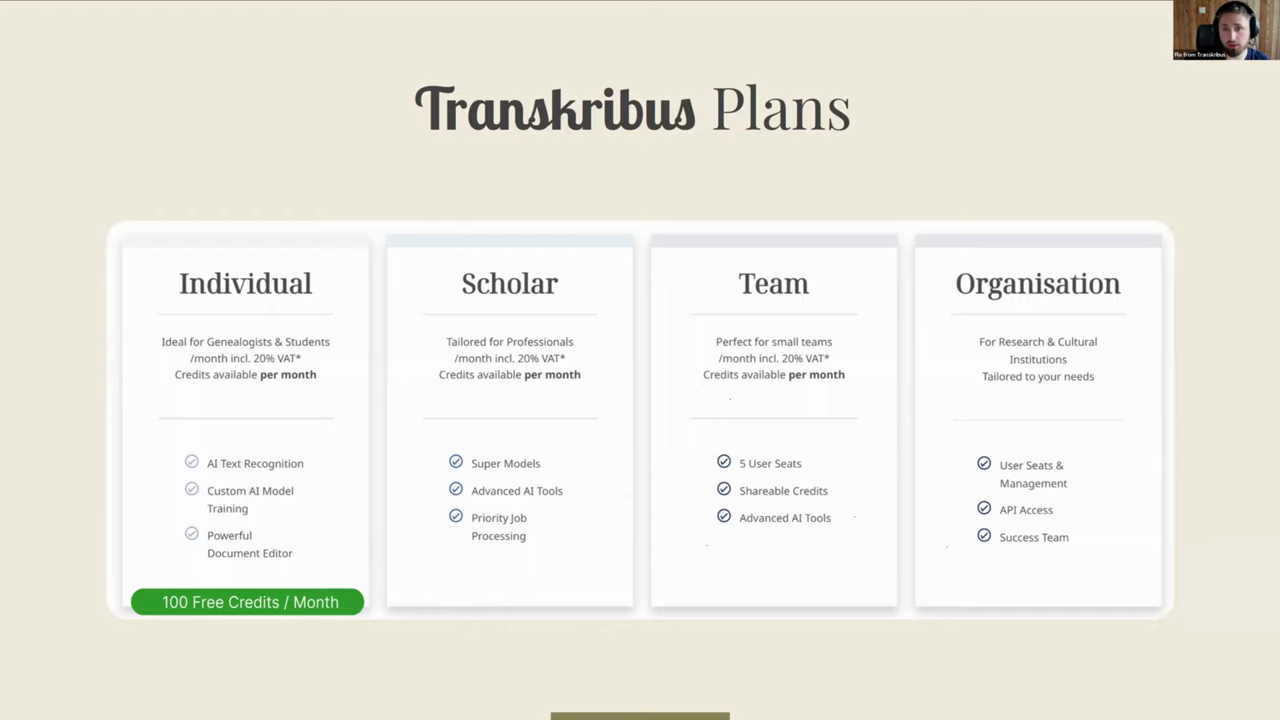 Flo from Transkribus
Transkribus Plans
Individual
Ideal for Genealogists & Students
/month incl. 20% VAT*
Credits available per month
AI Text Recognition
Custom AI Model
Training
Powerful
Document Editor
100 Free Credits / Month
Scholar
Tailored for Professionals
/month incl. 20% VAT*
Credits available per month
Super Models
Advanced AI Tools
Priority Job
Processing
Team
Perfect for small teams
/month incl. 20% VAT*
Credits available per month
5 User Seats
Shareable Credits
Advanced AI Tools
Organisation
For Research & Cultural
Institutions
Tailored to your needs
User Seats &
Management
API Access
Success Team